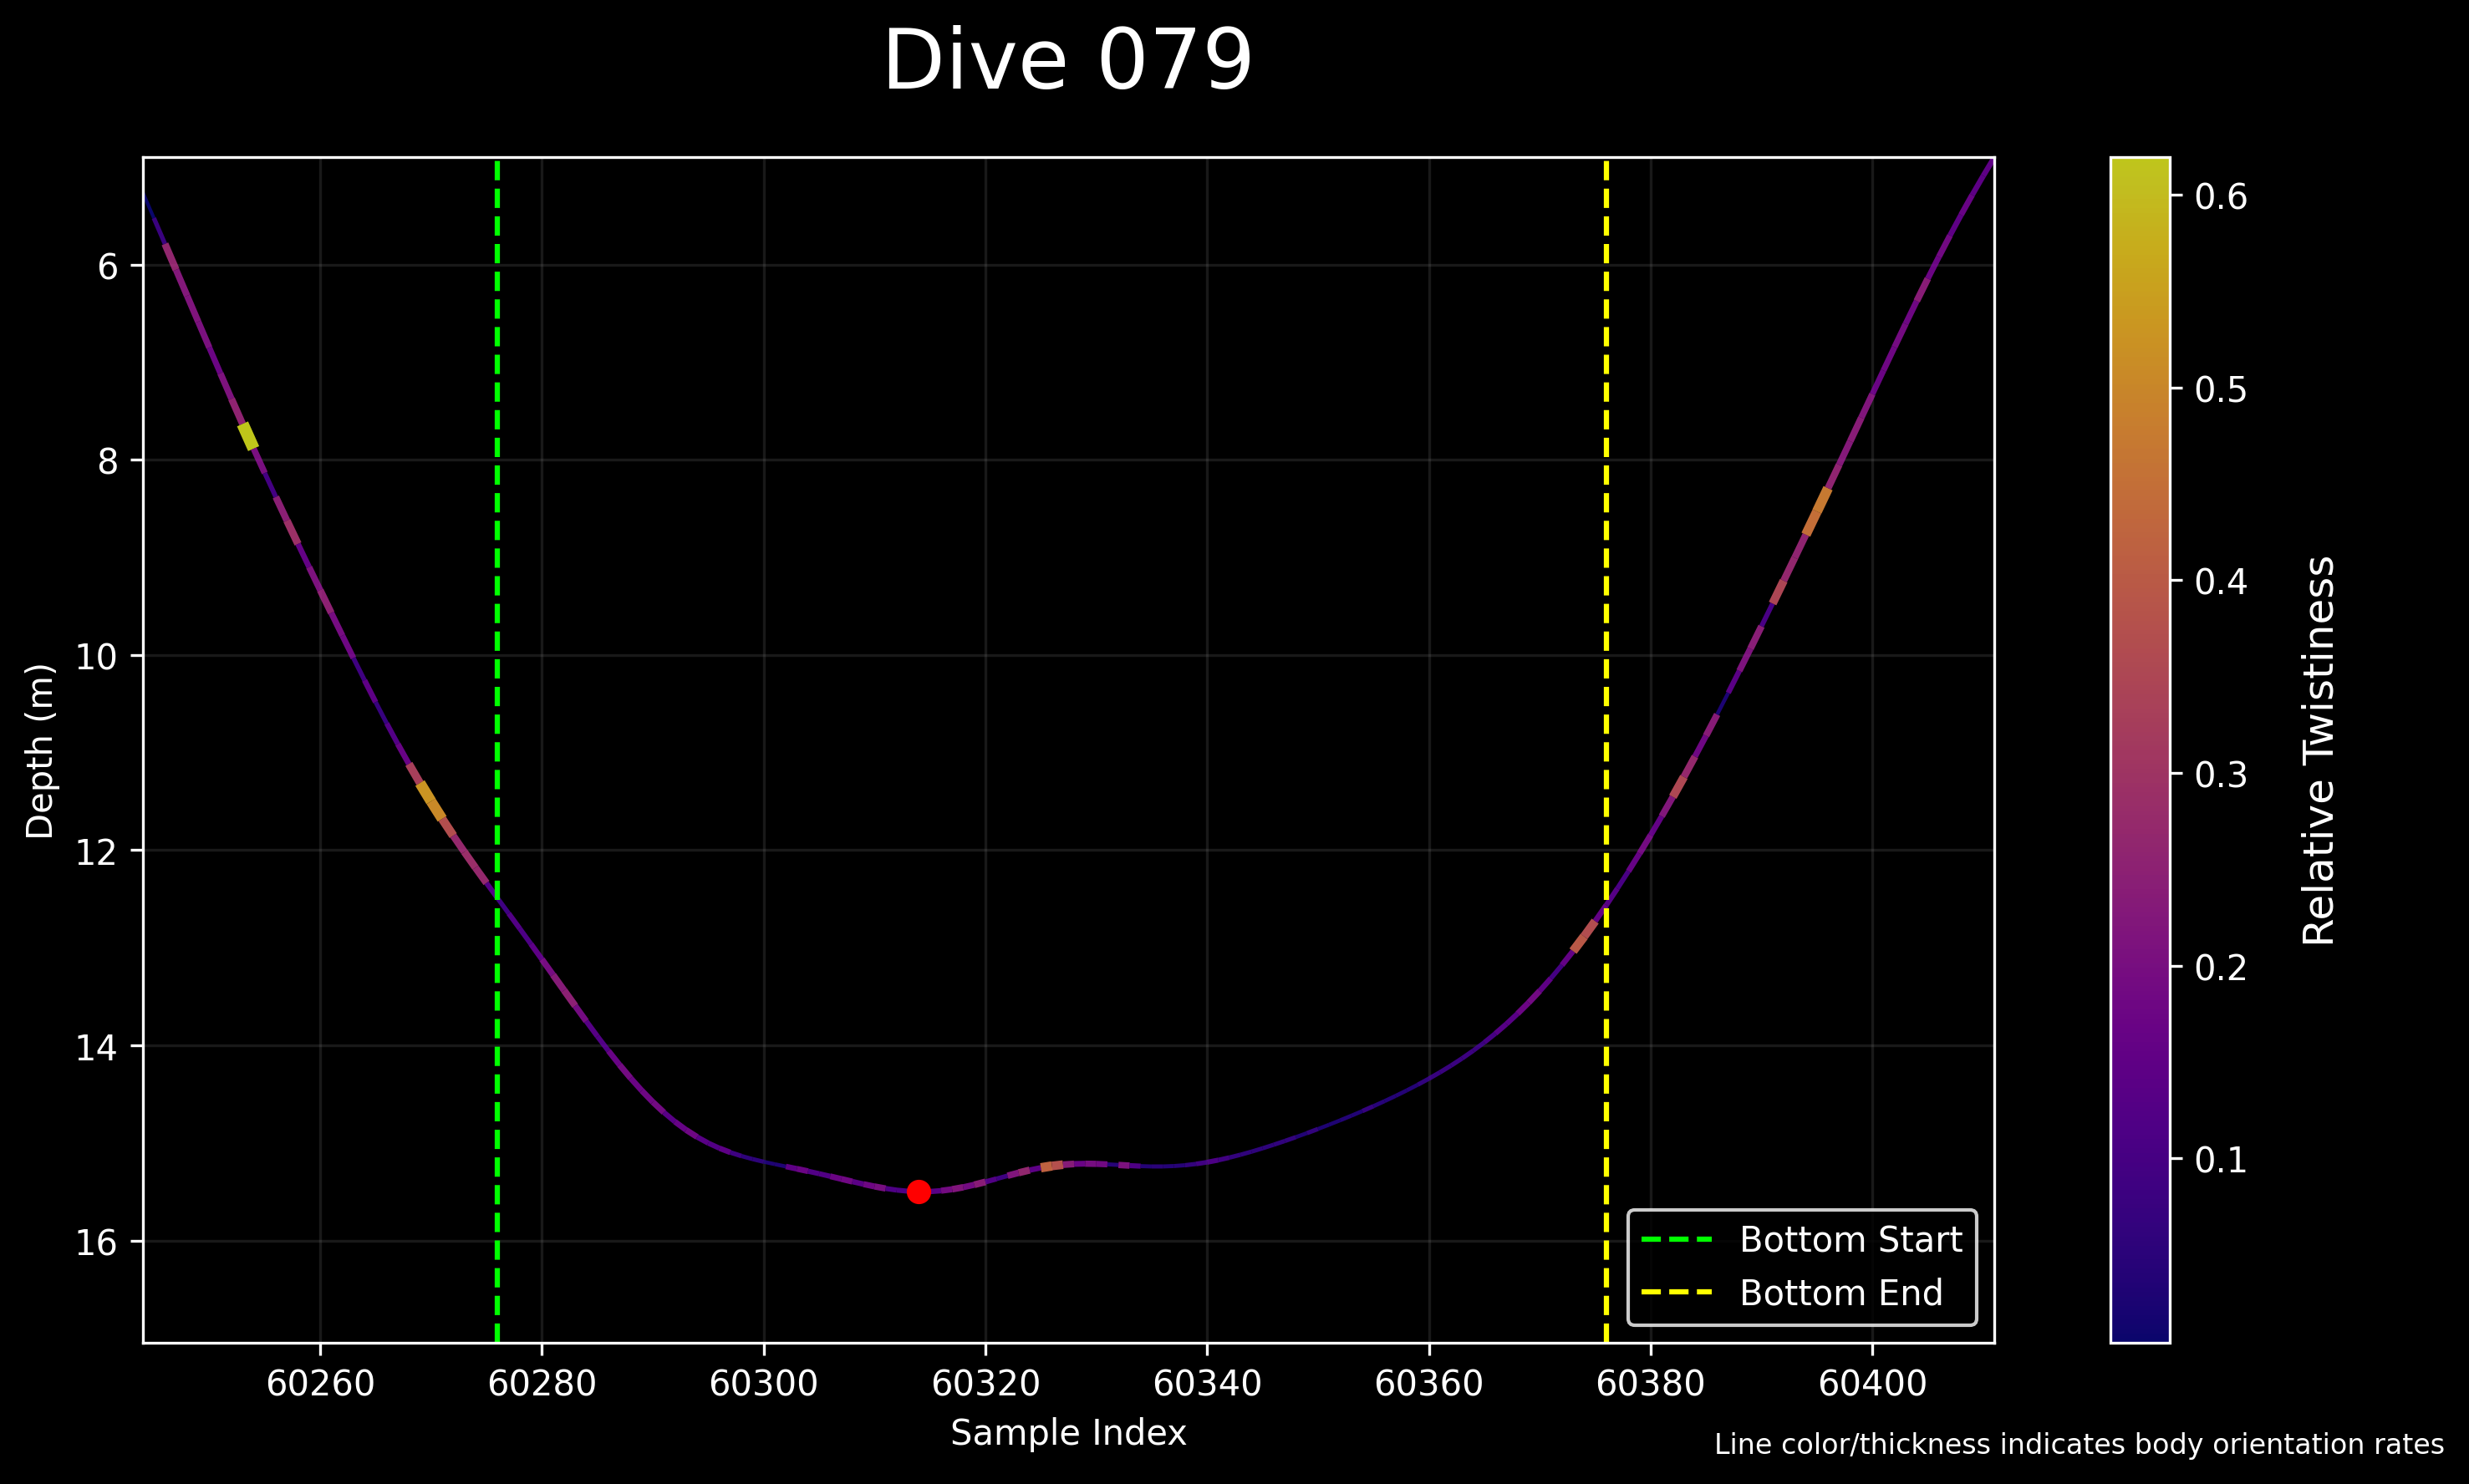 Dive 079
6
8
10
12
14
16
Depth (m)
60260 60280 60300 60320 60340 60360 60380 60400
Sample Index
Bottom Start
Bottom End
0.6
0.5
0.4
0.3
0.2
0.1
Relative Twistiness
Line color/thickness indicates body orientation rates